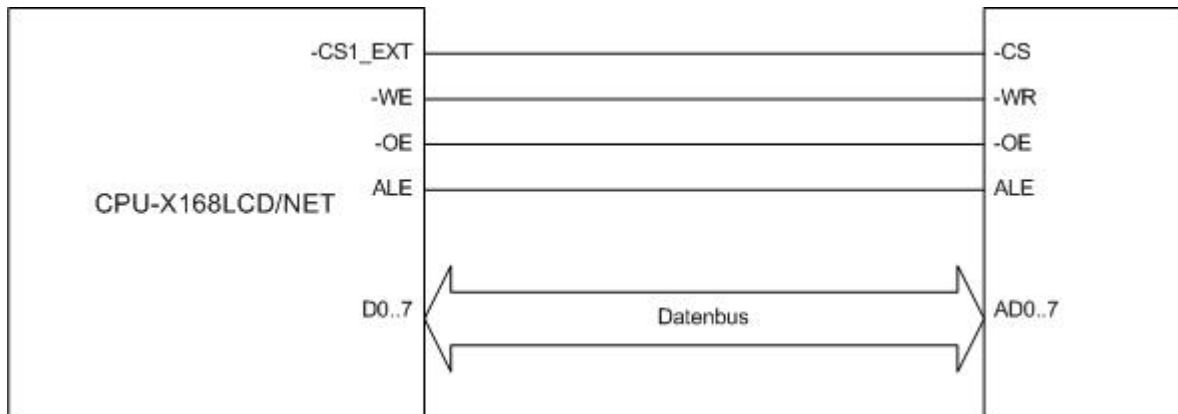 -CS1_EXT -CS
-WE -WR
-OE -OE
ALE ALE
CPU-X168LCD/NET
D0..7 Datenbus AD0..7